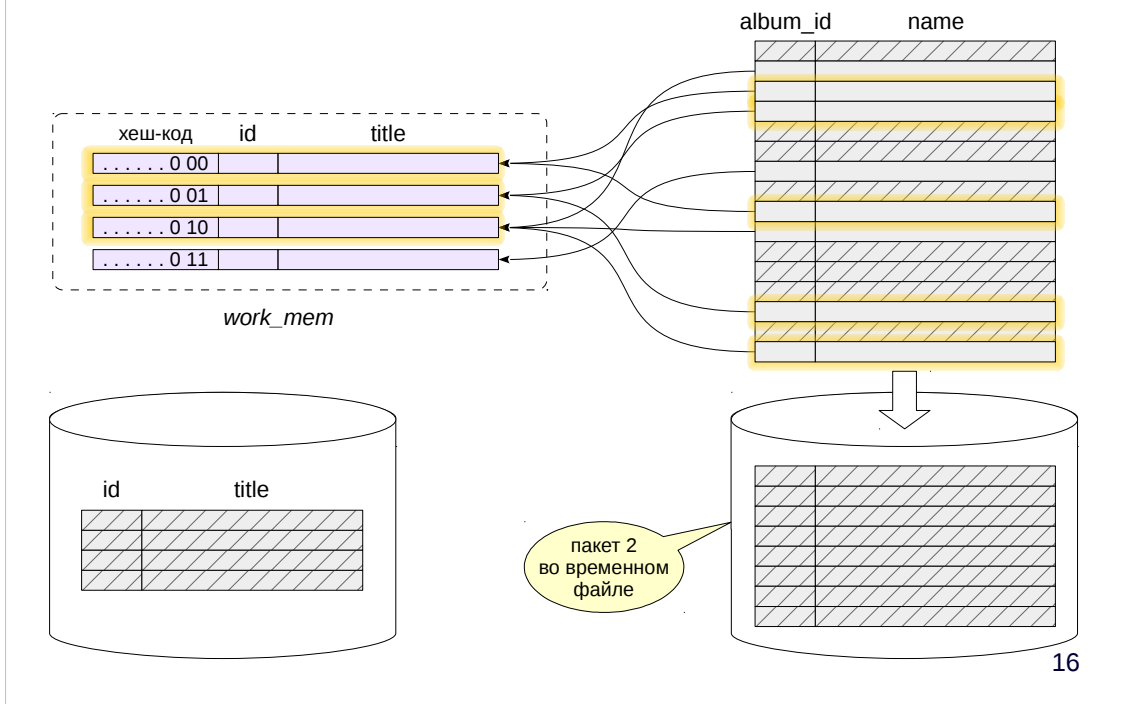 album_id name
хеш-код id title
. . . . . . 0 00
. . . . . . 0 01
. . . . . . 0 10
. . . . . . 0 11
work_mem
id title
пакет 2
во временном
файле
16